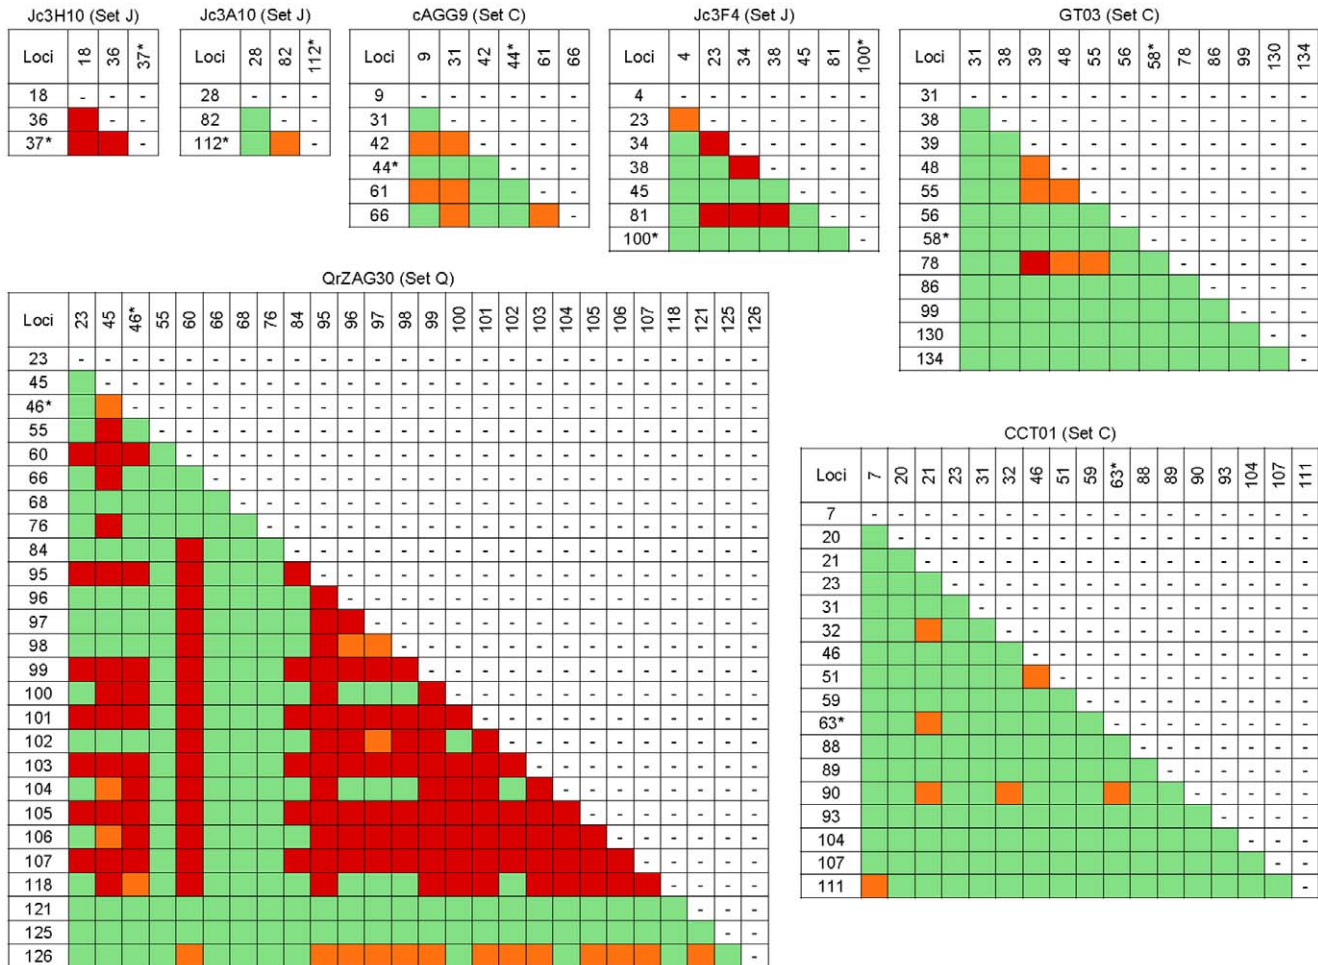 Jc3H10 (Set J)
Loci 18 36 37*
18 - - -
36 - -
37* -
Jc3A10 (Set J)
Loci 28 82 112*
28 - - -
82 - -
112* -
cAGG9 (Set C)
Loci 9 31 42 44* 61 66
9 - - - - - -
31 - - - - -
42 - - - -
44* - - -
61 - -
66 -
Jc3F4 (Set J)
Loci 4 23 34 38 45 81 100*
4 - - - - - - -
23 - - - - - -
34 - - - - -
38 - - - -
45 - - -
81 - -
100* -
GT03 (Set C)
Loci 31 38 39 48 55 56 58* 78 86 99 130 134
31 - - - - - - - - - - - -
38 - - - - - - - - - - -
39 - - - - - - - - - -
48 - - - - - - - - -
55 - - - - - - - -
56 - - - - - - -
58* - - - - - -
78 - - - - -
86 - - - -
99 - - -
130 - -
134 -
QrZAG30 (Set Q)
Loci 23 45 46* 55 60 66 68 76 84 95 96 97 98 99 100 101 102 103 104 105 106 107 118 121 125 126
23 - - - - - - - - - - - - - - - - - - - - - - - - - -
45 - - - - - - - - - - - - - - - - - - - - - - - - -
46* - - - - - - - - - - - - - - - - - - - - - - - -
55 - - - - - - - - - - - - - - - - - - - - - - -
60 - - - - - - - - - - - - - - - - - - - - - -
66 - - - - - - - - - - - - - - - - - - - - -
68 - - - - - - - - - - - - - - - - - - - -
76 - - - - - - - - - - - - - - - - - - -
84 - - - - - - - - - - - - - - - - - -
95 - - - - - - - - - - - - - - - - -
96 - - - - - - - - - - - - - - - -
97 - - - - - - - - - - - - - - -
98 - - - - - - - - - - - - - -
99 - - - - - - - - - - - - -
100 - - - - - - - - - - - -
101 - - - - - - - - - - -
102 - - - - - - - - - -
103 - - - - - - - - -
104 - - - - - - - -
105 - - - - - - -
106 - - - - - -
107 - - - - -
118 - - - -
121 - - -
125 - -
126 -
CCT01 (Set C)
Loci 7 20 21 23 31 32 46 51 59 63* 88 89 90 93 104 107 111
7 - - - - - - - - - - - - - - - - -
20 - - - - - - - - - - - - - - - -
21 - - - - - - - - - - - - - - -
23 - - - - - - - - - - - - - -
31 - - - - - - - - - - - - -
32 - - - - - - - - - - - -
46 - - - - - - - - - - -
51 - - - - - - - - - -
59 - - - - - - - - -
63* - - - - - - - -
88 - - - - - - -
89 - - - - - -
90 - - - - -
93 - - - -
104 - - -
107 - -
111 -